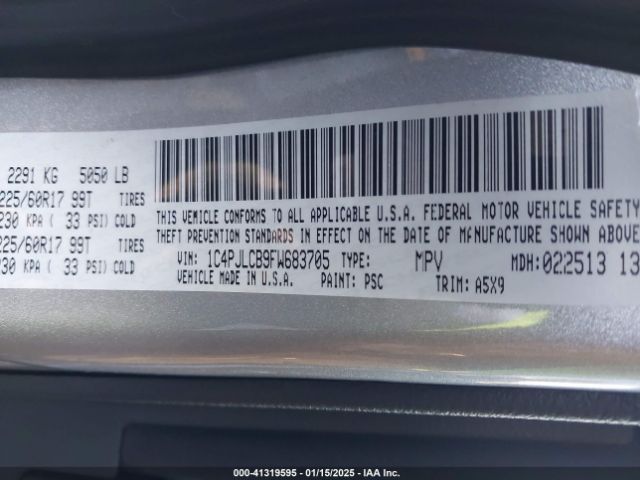 2291 KG 5050 LB
225/60R17 99T TIRES
230 KPA ( 33 PSI) COLD
225/60R17 99T TIRES
230 KPA ( 33 PSI) COLD
THIS VEHICLE CONFORMS TO ALL APPLICABLE U.S.A. FEDERAL MOTOR VEHICLE SAFETY
THEFT PREVENTION STANDARDS IN EFFECT ON THE DATE OF MANUFACTURE SHOWN ABOVE
VIN: 1C4PJLCB9FW683705 TYPE: MPV MDH: 022513 13
VEHICLE MADE IN U.S.A. PAINT: PSC TRIM: A5X9
000-41319595 - 01/15/2025 - IAA Inc.